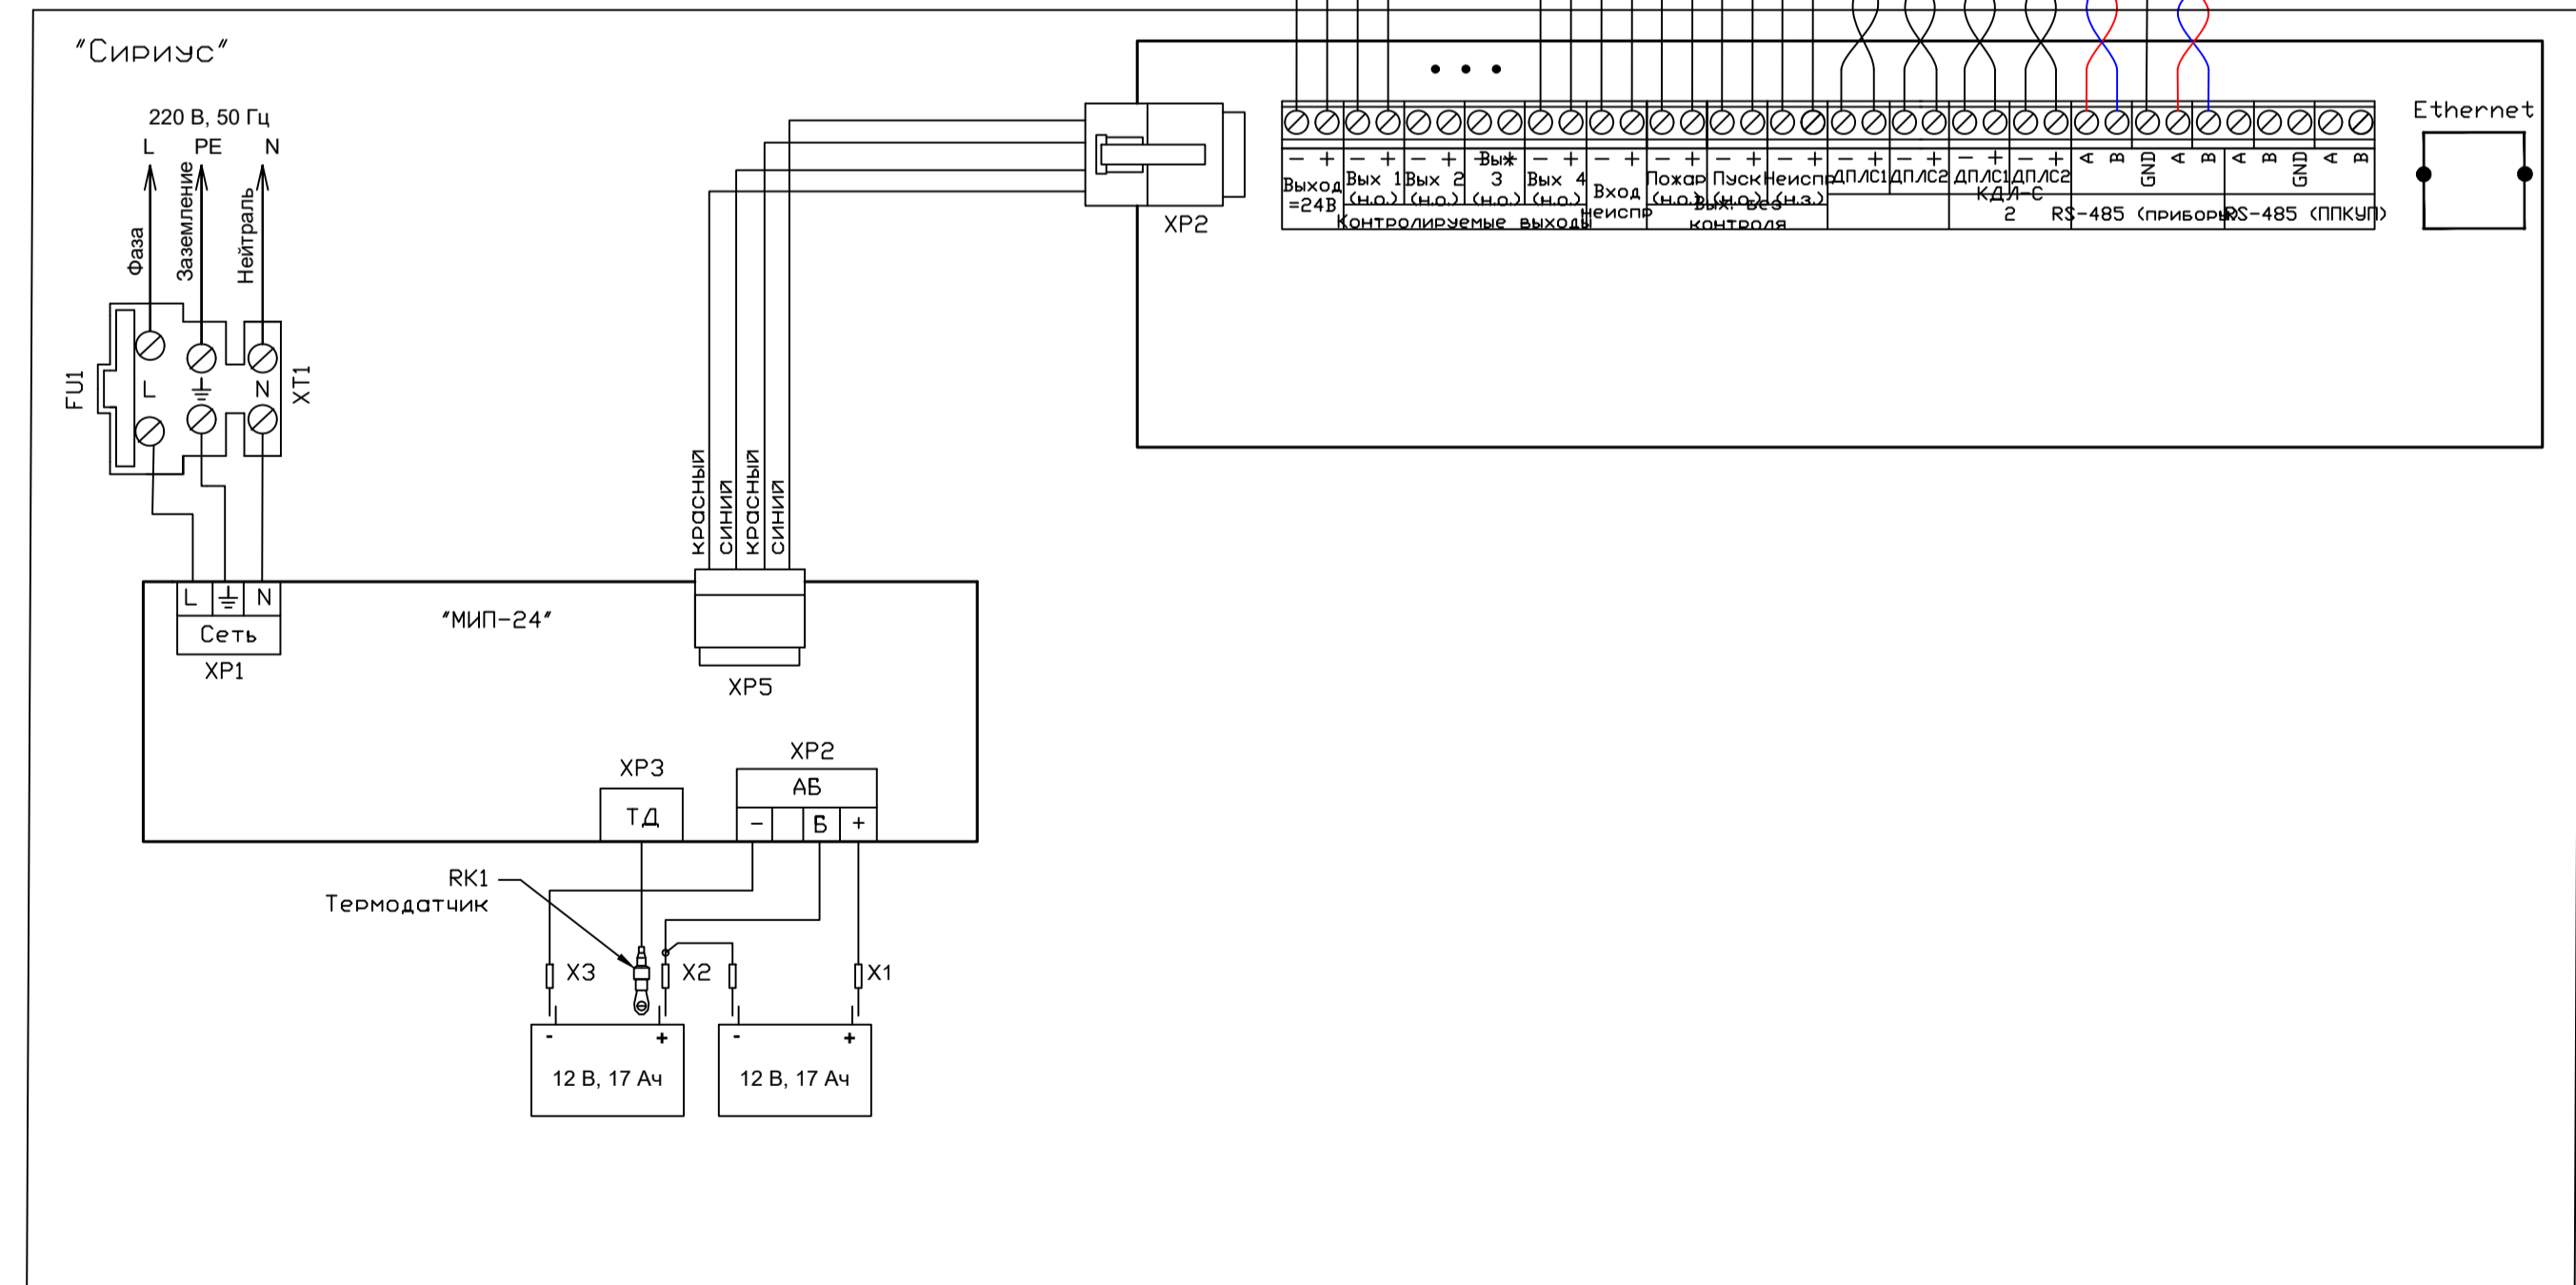 "Сириус"
220 В, 50 Гц
L PE N
Фаза
Заземление
Нейтраль
FU1
L
N
XT1
L
N
Сеть
XP1
"МИП-24"
красный
синий
красный
синий
XP5
XP3
ТД
XP2
АБ
− Б +
RK1
Термодатчик
X3
X2
X1
- +
12 В, 17 Ач
- +
12 В, 17 Ач
XP2
− + − + − + − + − + − + − + − + − + − + − + − + A B GND A B A B GND A B
Выход
=24В
Вых 1
(н.о.)
Вых 2
(н.о.)
Вых
3
(н.о.)
Вых 4
(н.о.)
Контролируемые выходы
Вход
неиспр
Пожар
(н.о.)
Пуск
(н.о.)
Неиспр
(н.з.)
Вых. без
контроля
ДПЛС1
ДПЛС2
ДПЛС1
ДПЛС2
КДЛ-С
2
RS-485 (приборы)
RS-485 (ППКУП)
Ethernet